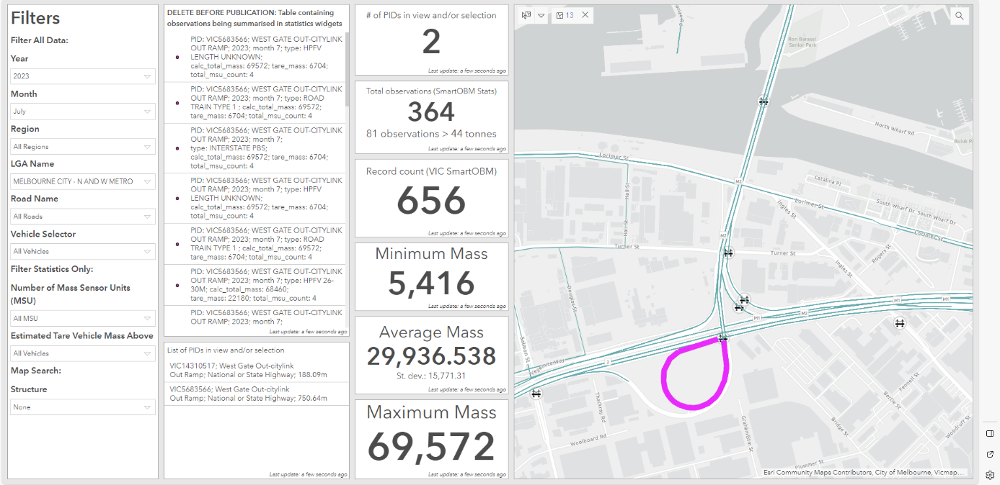 Filters
Filter All Data:
Year
2023
Month
July
Region
All Regions
LGA Name
MELBOURNE CITY - N AND W METRO
Road Name
All Roads
Vehicle Selector
All Vehicles
Filter Statistics Only:
Number of Mass Sensor Units
(MSU)
All MSU
Estimated Tare Vehicle Mass Above
All Vehicles
Map Search:
Structure
None
DELETE BEFORE PUBLICATION: Table containing
observations being summarised in statistics widgets
PID: VIC5683566; WEST GATE OUT-CITYLINK
OUT RAMP; 2023; month 7; type: HPFV
LENGTH UNKNOWN;
calc_total_mass: 69572; tare_mass: 6704;
total_msu_count: 4
PID: VIC5683566; WEST GATE OUT-CITYLINK
OUT RAMP; 2023; month 7; type: ROAD
TRAIN TYPE 1 ; calc_total_mass: 69572;
tare_mass: 6704; total_msu_count: 4
PID: VIC5683566; WEST GATE OUT-CITYLINK
OUT RAMP; 2023; month 7;
type: INTERSTATE PBS;
calc_total_mass: 69572; tare_mass: 6704;
total_msu_count: 4
PID: VIC5683566; WEST GATE OUT-CITYLINK
OUT RAMP; 2023; month 7; type: HPFV
LENGTH UNKNOWN;
calc_total_mass: 69572; tare_mass: 6704;
total_msu_count: 4
PID: VIC5683566; WEST GATE OUT-CITYLINK
OUT RAMP; 2023; month 7; type: ROAD
TRAIN TYPE 1 ; calc_total_mass: 69572;
tare_mass: 6704; total_msu_count: 4
PID: VIC5683566; WEST GATE OUT-CITYLINK
OUT RAMP; 2023; month 7; type: HPFV 26-
30M; calc_total_mass: 68460;
tare_mass: 22180; total_msu_count: 4
PID: VIC5683566; WEST GATE OUT-CITYLINK
OUT RAMP; 2023; month 7;
Last update: a few seconds ago
List of PIDs in view and/or selection
VIC14310517; West Gate Out-citylink
Out Ramp; National or State Highway; 188.09m
VIC5683566; West Gate Out-citylink
Out Ramp; National or State Highway; 750.64m
Last update: a few seconds ago
# of PIDs in view and/or selection
2
Last update: a few seconds ago
Total observations (SmartOBM Stats)
364
81 observations > 44 tonnes
Last update: a few seconds ago
Record count (VIC SmartOBM)
656
Last update: a few seconds ago
Minimum Mass
5,416
Last update: a few seconds ago
Average Mass
29,936.538
St. dev.: 15,771.31
Last update: a few seconds ago
Maximum Mass
69,572
Last update: a few seconds ago
13
Ron Barassi
Senior Park
North Wharf Rd
Buluk P
Lorimer St
M2
Catalina Pl
Lorimer St
South Wharf Dr
South Wharf Dr
Lorimer St
Hall St
Hall St
Ingles St
M2
Turner St
Turner St
Rogers St
Ingles St
Douglas St
M1
M2
M1
M1
Salmon St
Vegemite Way
2
Thackray Rd
Fennell St
Bertie St
Bridge St
Woodruff St
Woolboard Rd
Graham St
Plummer St
Esri Community Maps Contributors, City of Melbourne, Vicmap...